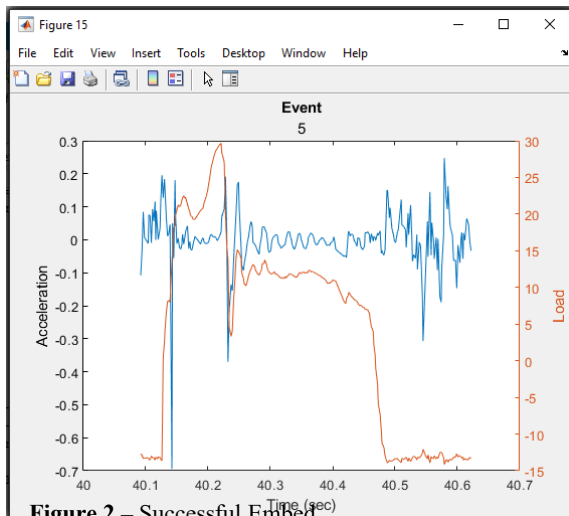 Figure 15
File Edit View Insert Tools Desktop Window Help
Event
5
0.3
0.2
0.1
0
-0.1
-0.2
-0.3
-0.4
-0.5
-0.6
-0.7
Acceleration
30
25
20
15
10
5
0
-5
-10
-15
Load
40 40.1 40.2 40.3 40.4 40.5 40.6 40.7
Time (sec)
Figure 2 – Successful Embed